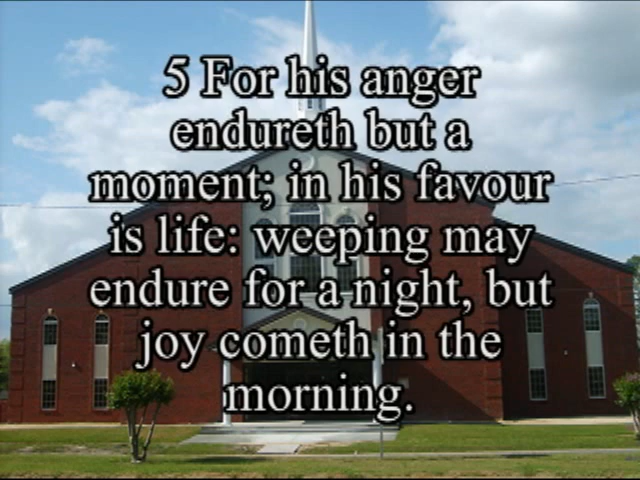 5 For his anger
endureth but a
moment; in his favour
is life: weeping may
endure for a night, but
joy cometh in the
morning.